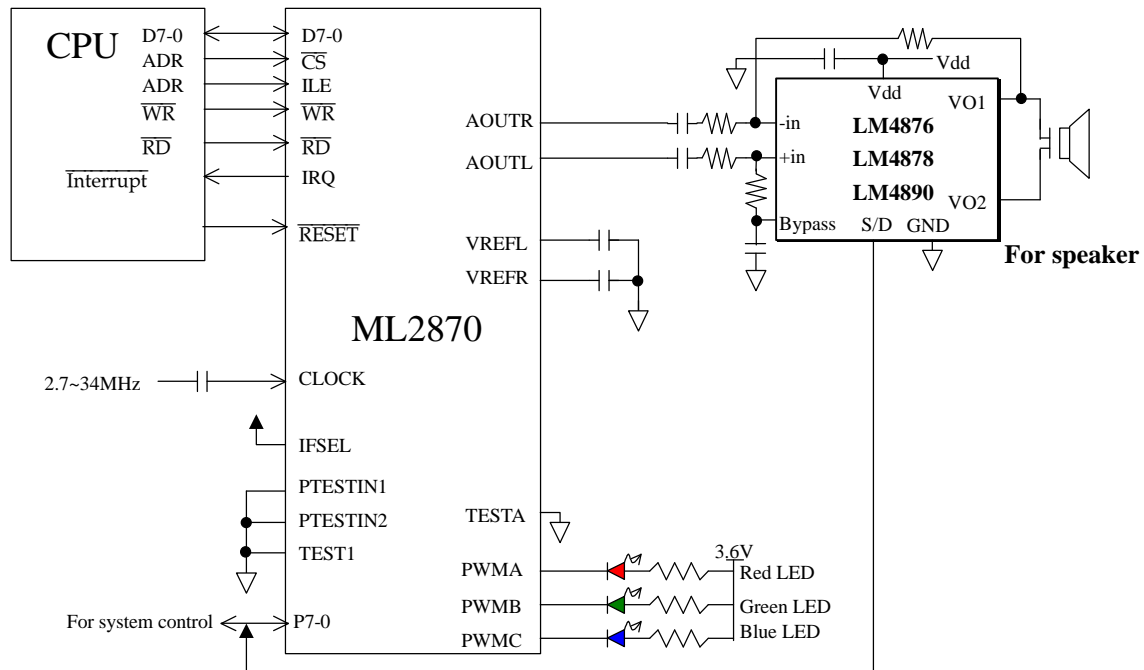 CPU
D7-0
ADR
ADR
WR
RD
Interrupt
D7-0
CS
ILE
WR
RD
IRQ
RESET
ML2870
2.7~34MHz
CLOCK
IFSEL
PTESTIN1
PTESTIN2
TEST1
For system control
P7-0
AOUTR
AOUTL
VREFL
VREFR
TESTA
PWMA
PWMB
PWMC
Vdd
Vdd
VO1
-in
LM4876
+in
LM4878
LM4890
VO2
Bypass
S/D
GND
For speaker
3.6V
Red LED
Green LED
Blue LED